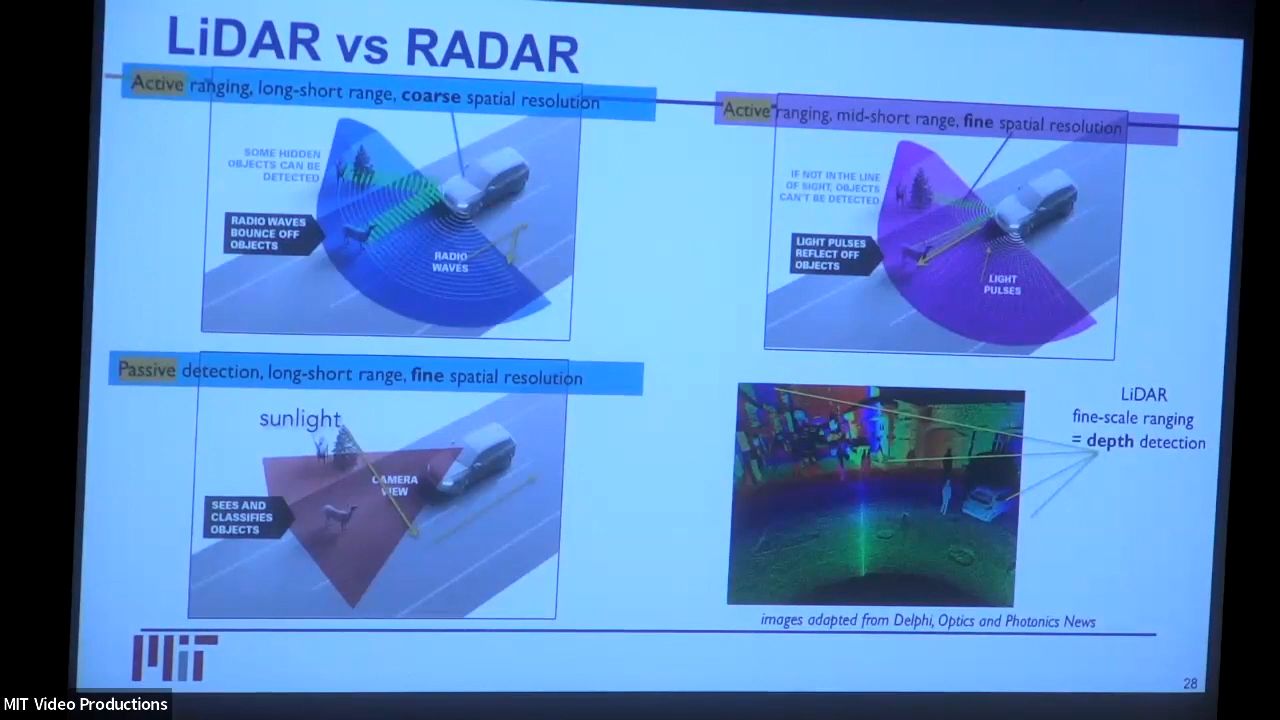 LiDAR vs RADAR
Active ranging, long-short range, coarse spatial resolution
SOME HIDDEN
OBJECTS CAN BE
DETECTED
RADIO WAVES
BOUNCE OFF
OBJECTS
RADIO
WAVES
Active ranging, mid-short range, fine spatial resolution
IF NOT IN THE LINE
OF SIGHT, OBJECTS
CAN'T BE DETECTED
LIGHT PULSES
REFLECT OFF
OBJECTS
LIGHT
PULSES
Passive detection, long-short range, fine spatial resolution
sunlight
CAMERA
VIEW
SEES AND
CLASSIFIES
OBJECTS
LiDAR
fine-scale ranging
= depth detection
images adapted from Delphi, Optics and Photonics News
MIT
28
MIT Video Productions